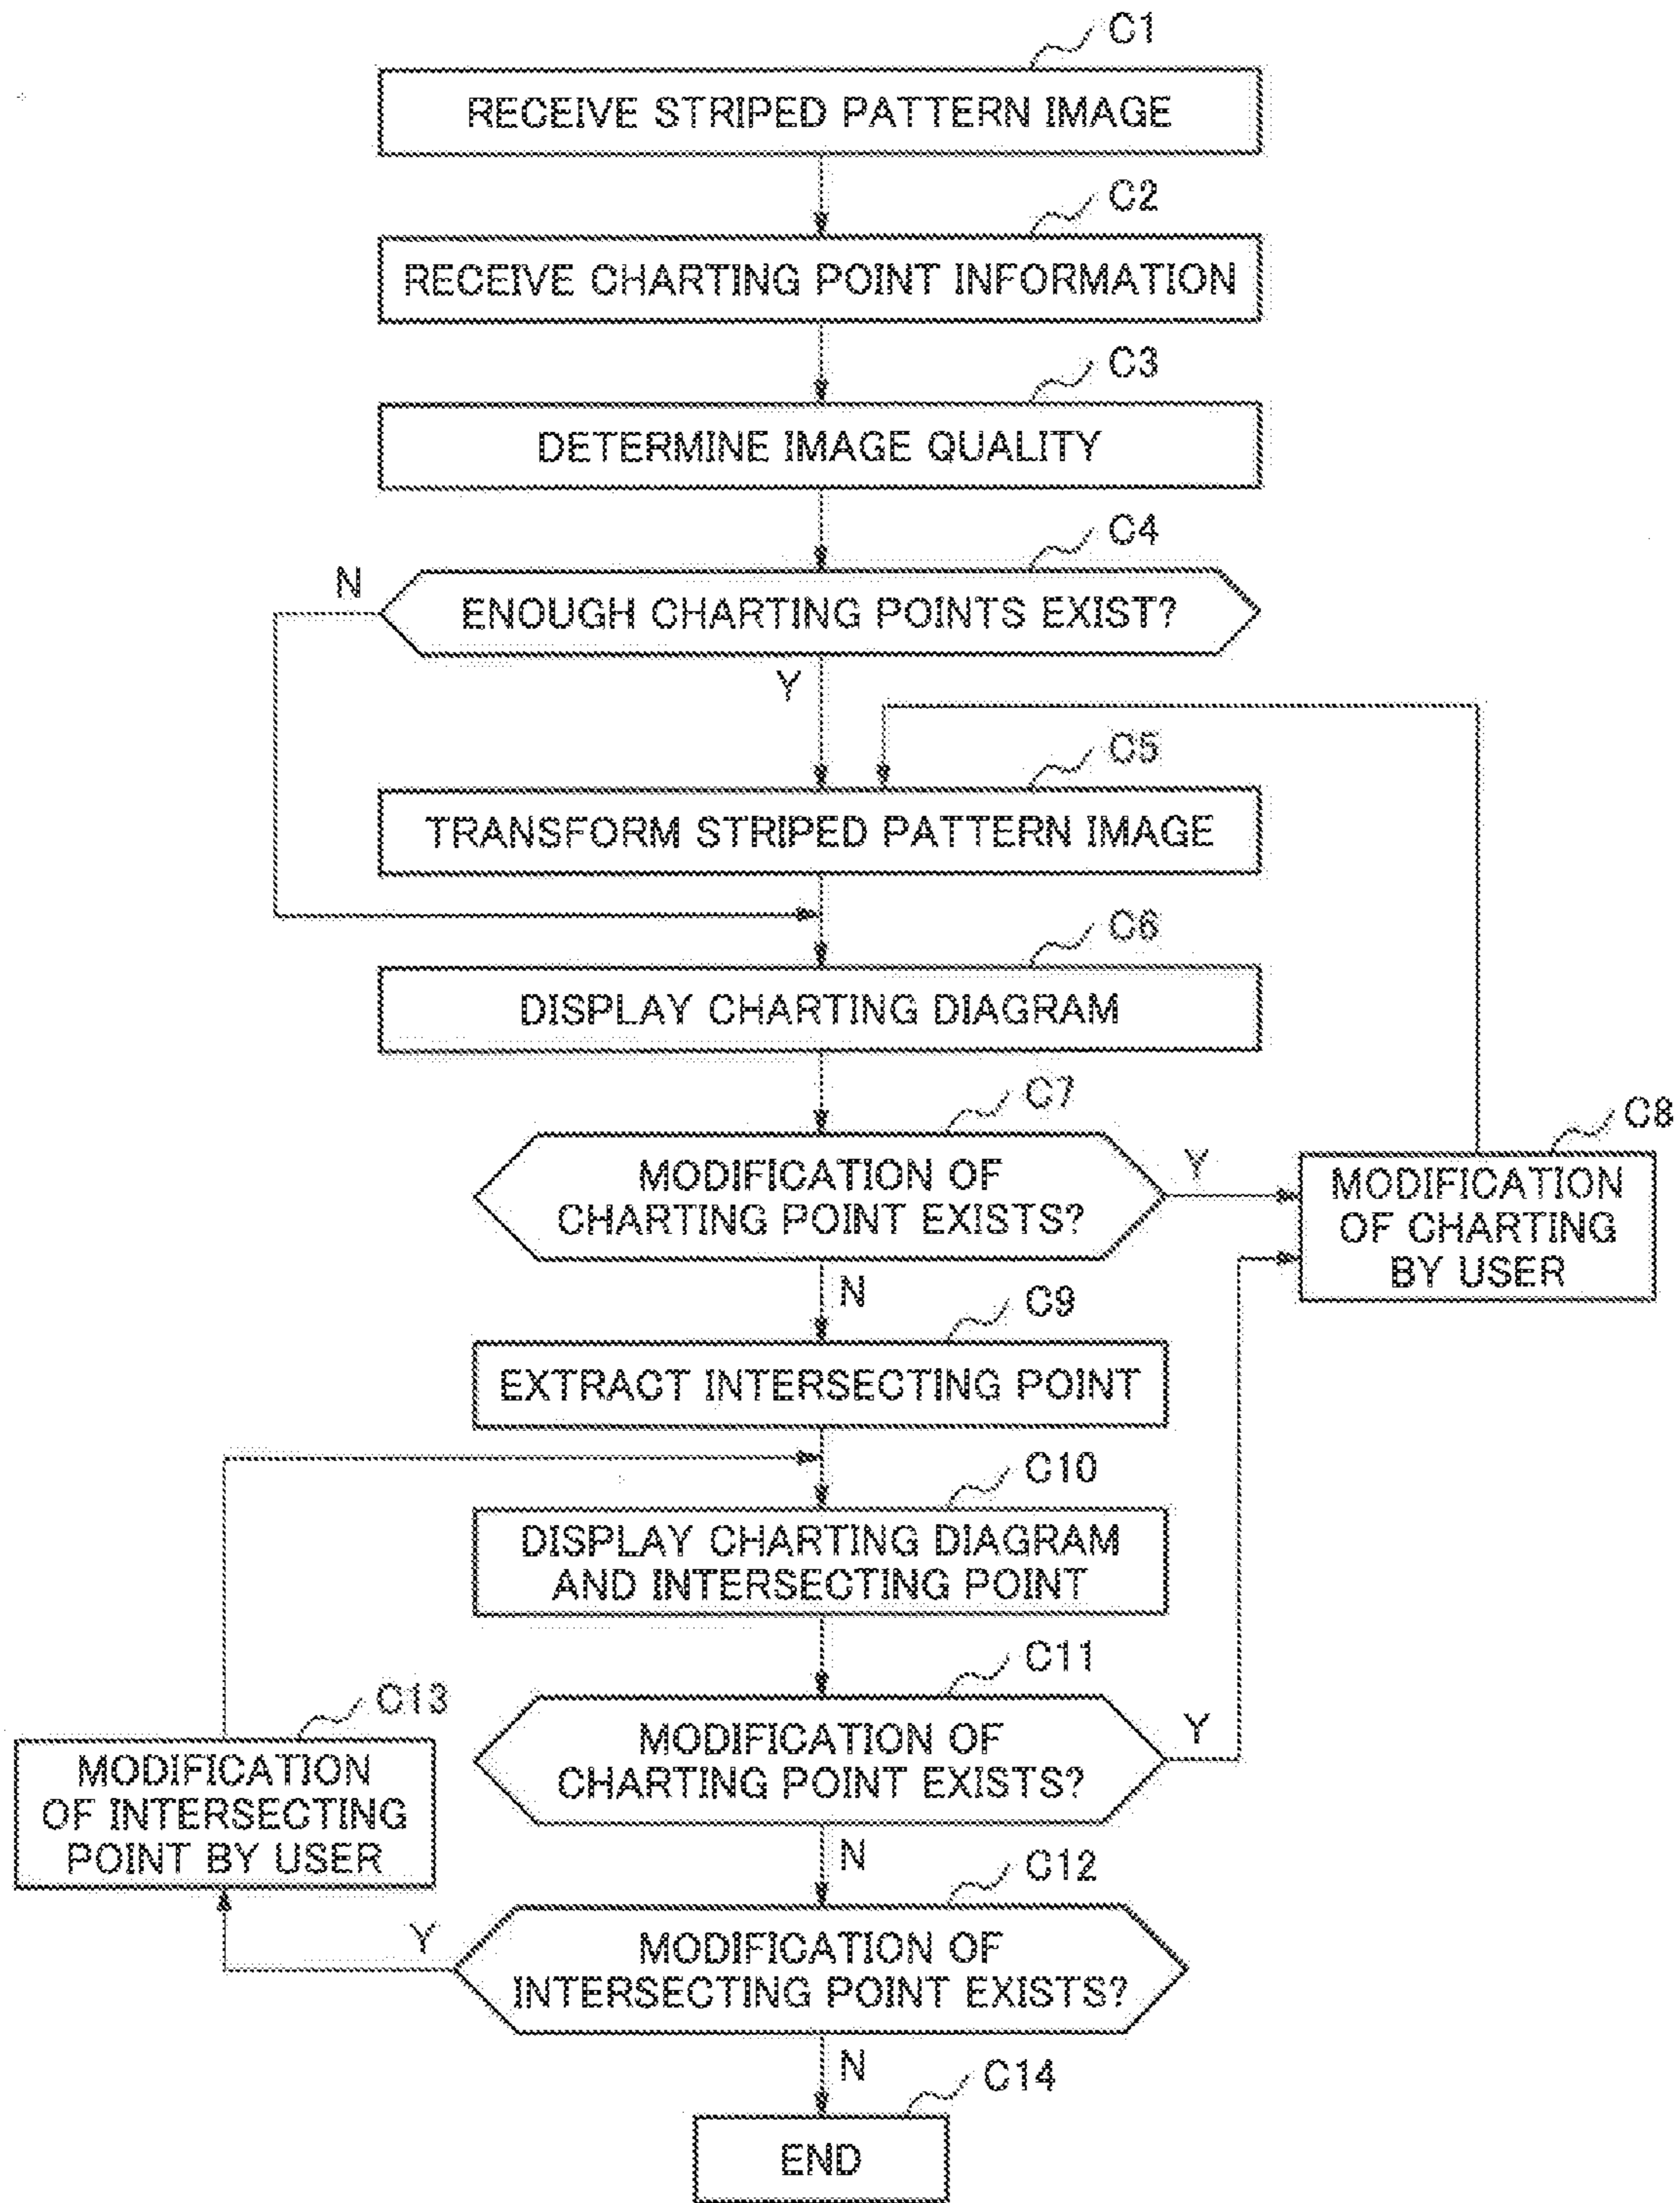 C1
RECEIVE STRIPED PATTERN IMAGE
C2
RECEIVE CHARTING POINT INFORMATION
C3
DETERMINE IMAGE QUALITY
C4
N
ENOUGH CHARTING POINTS EXIST?
Y
C5
TRANSFORM STRIPED PATTERN IMAGE
C6
DISPLAY CHARTING DIAGRAM
C7
MODIFICATION OF
CHARTING POINT EXISTS?
Y
C8
MODIFICATION
OF CHARTING
BY USER
N
C9
EXTRACT INTERSECTING POINT
C10
DISPLAY CHARTING DIAGRAM
AND INTERSECTING POINT
C11
MODIFICATION OF
CHARTING POINT EXISTS?
Y
C13
MODIFICATION
OF INTERSECTING
POINT BY USER
N
C12
Y
MODIFICATION OF
INTERSECTING POINT EXISTS?
N
C14
END